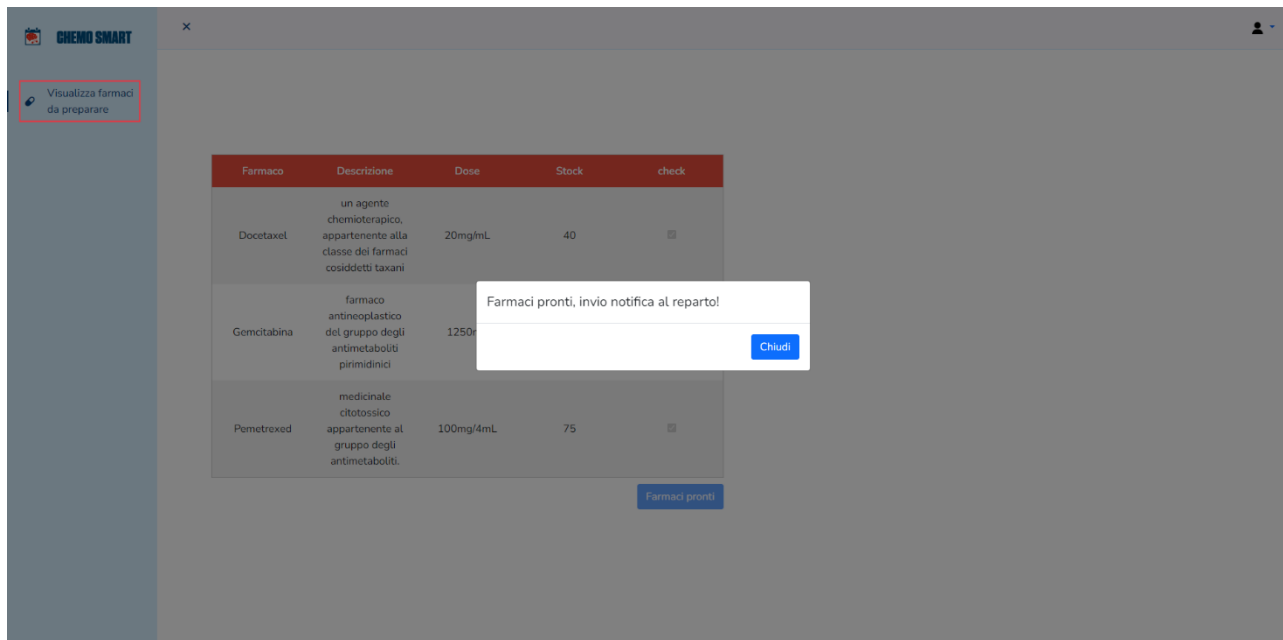 CHEMO SMART
×
Visualizza farmaci
da preparare
Farmaco Descrizione Dose Stock check
un agente
chemioterapico,
appartenente alla
classe dei farmaci
cosiddetti taxani
Docetaxel 20mg/mL 40
farmaco
antineoplastico
del gruppo degli
antimetaboliti
pirimidinici
Gemcitabina
Farmaci pronti, invio notifica al reparto!
Chiudi
medicinale
citotossico
appartenente al
gruppo degli
antimetaboliti.
Pemetrexed 100mg/4mL 75
Farmaci pronti